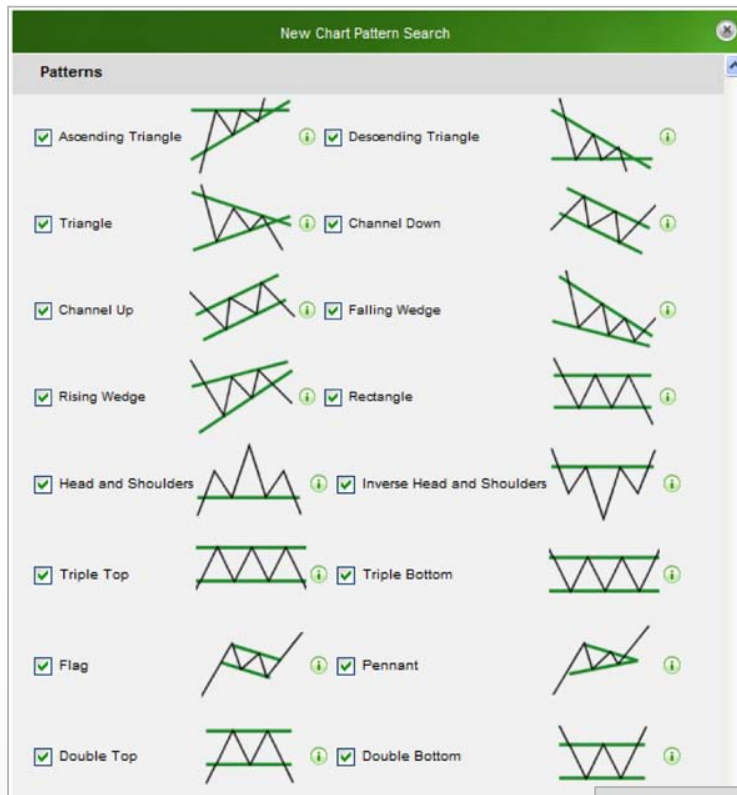 New Chart Pattern Search
Patterns
Ascending Triangle
Descending Triangle
Triangle
Channel Down
Channel Up
Falling Wedge
Rising Wedge
Rectangle
Head and Shoulders
Inverse Head and Shoulders
Triple Top
Triple Bottom
Flag
Pennant
Double Top
Double Bottom